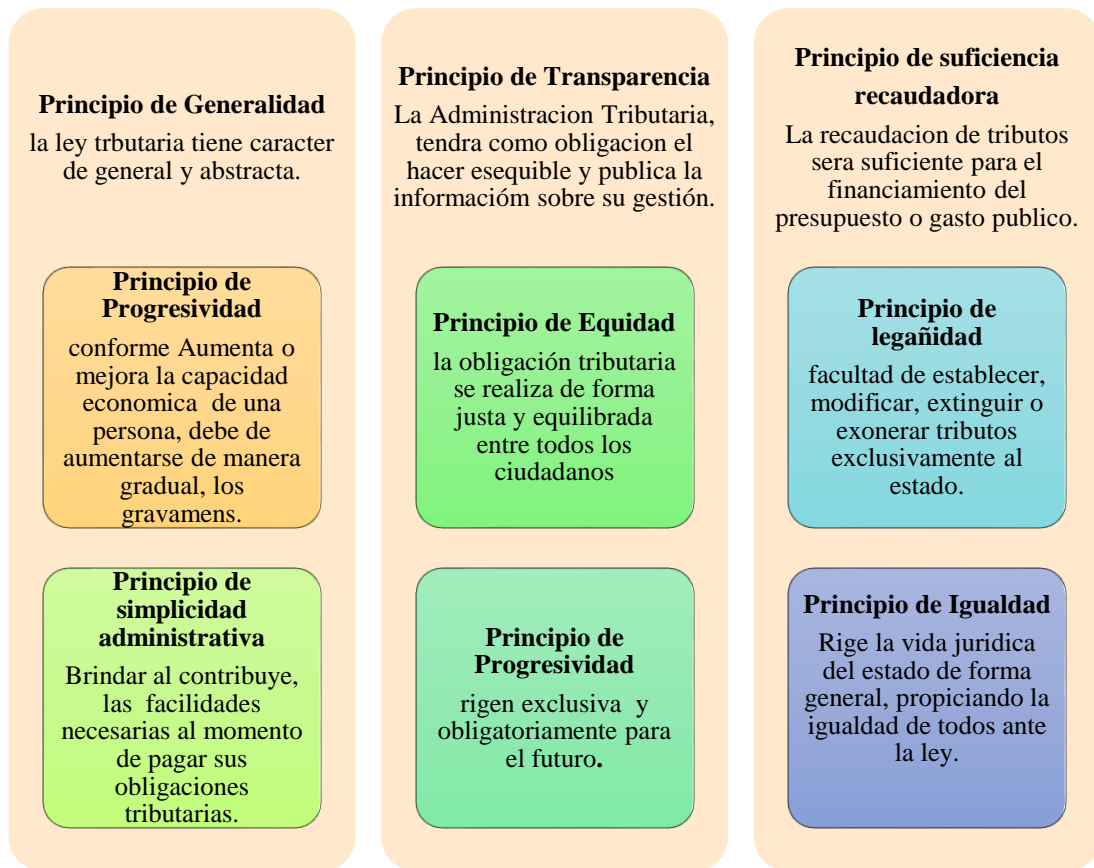 Principio de Generalidad
la ley trbutaria tiene caracter
de general y abstracta.
Principio de
Progresividad
conforme Aumenta o
mejora la capacidad
economica de una
persona, debe de
aumentarse de manera
gradual, los
gravamens.
Principio de
simplicidad
administrativa
Brindar al contribuye,
las facilidades
necesarias al momento
de pagar sus
obligaciones
tributarias.
Principio de Transparencia
La Administracion Tributaria,
tendra como obligacion el
hacer esequible y publica la
informacióm sobre su gestión.
Principio de Equidad
la obligación tributaria
se realiza de forma
justa y equilibrada
entre todos los
ciudadanos
Principio de
Progresividad
rigen exclusiva y
obligatoriamente para
el futuro.
Principio de suficiencia
recaudadora
La recaudacion de tributos
sera suficiente para el
financiamiento del
presupuesto o gasto publico.
Principio de
legañidad
facultad de establecer,
modificar, extinguir o
exonerar tributos
exclusivamente al
estado.
Principio de Igualdad
Rige la vida juridica
del estado de forma
general, propiciando la
igualdad de todos ante
la ley.